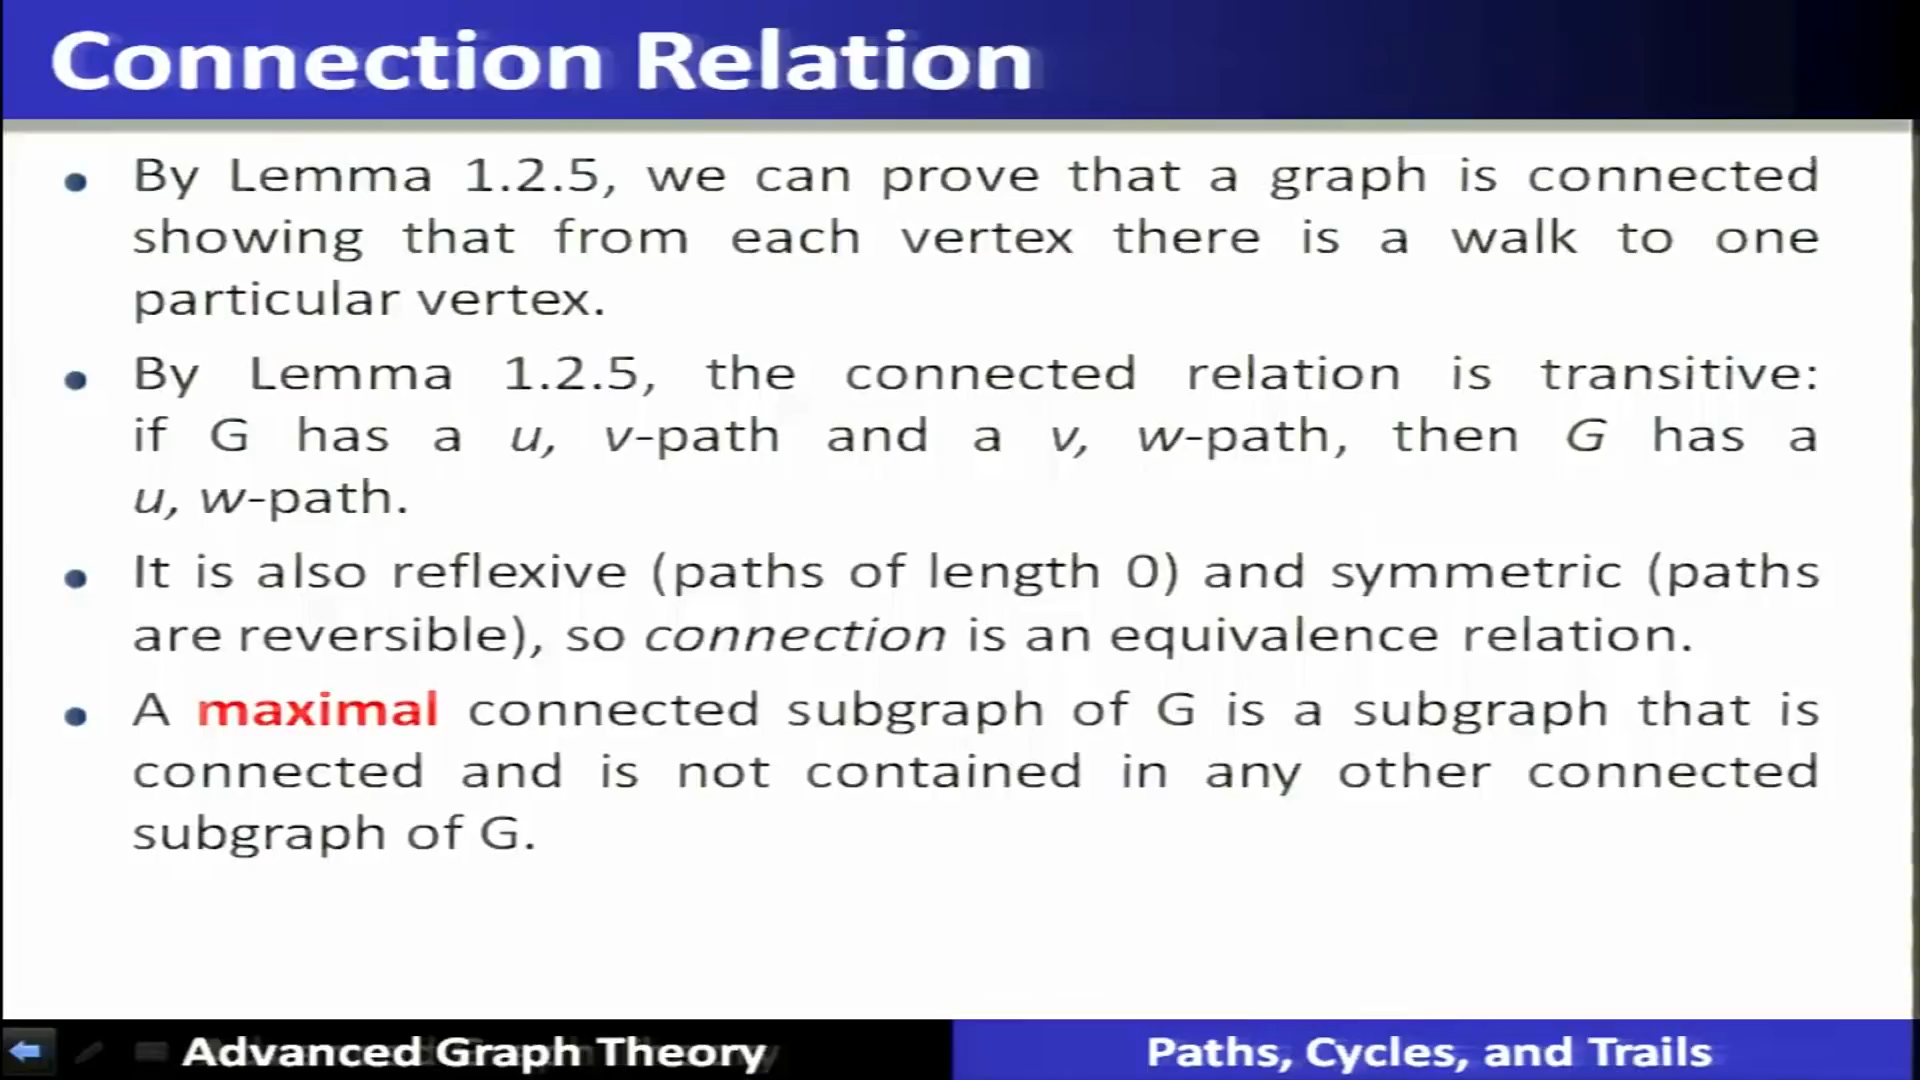 Connection Relation
By Lemma 1.2.5, we can prove that a graph is connected
showing that from each vertex there is a walk to one
particular vertex.
By Lemma 1.2.5, the connected relation is transitive:
if G has a u, v-path and a v, w-path, then G has a
u, w-path.
It is also reflexive (paths of length 0) and symmetric (paths
are reversible), so connection is an equivalence relation.
A maximal connected subgraph of G is a subgraph that is
connected and is not contained in any other connected
subgraph of G.
Advanced Graph Theory
Paths, Cycles, and Trails